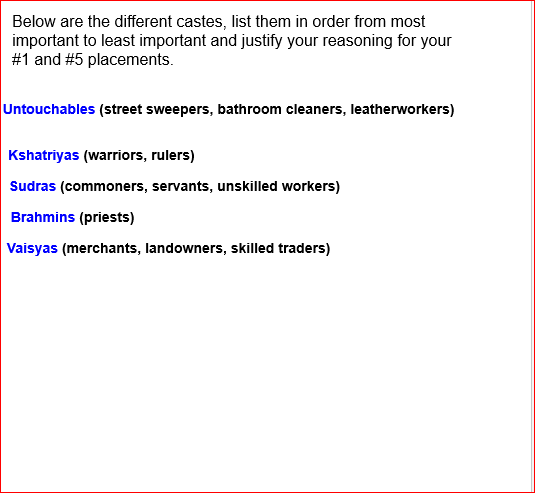 Below are the different castes, list them in order from most
important to least important and justify your reasoning for your
#1 and #5 placements.
Untouchables (street sweepers, bathroom cleaners, leatherworkers)
Kshatriyas (warriors, rulers)
Sudras (commoners, servants, unskilled workers)
Brahmins (priests)
Vaisyas (merchants, landowners, skilled traders)